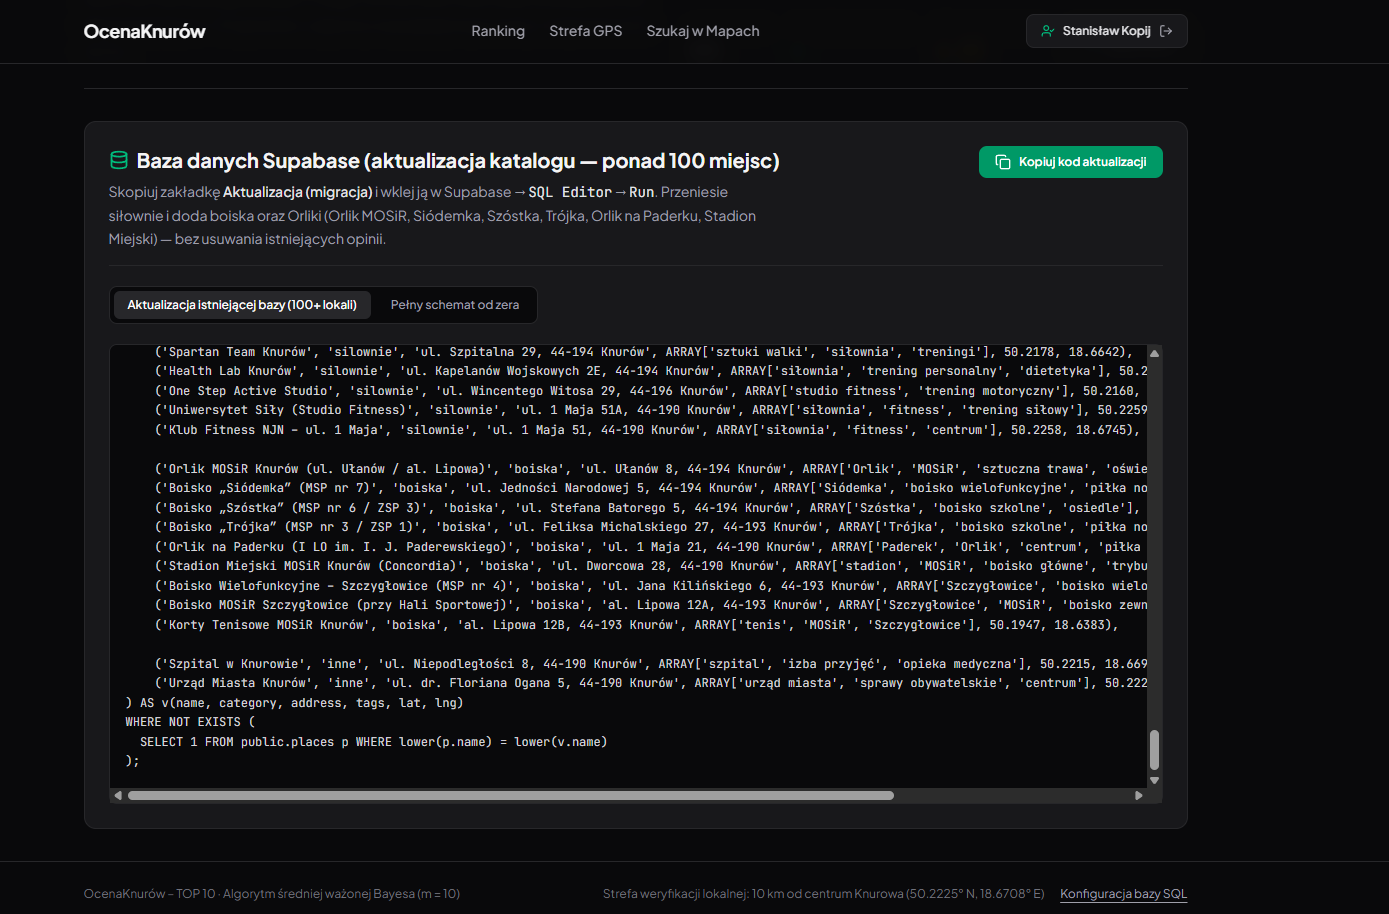 OcenaKnurów
Ranking Strefa GPS Szukaj w Mapach
Stanisław Kopij
Baza danych Supabase (aktualizacja katalogu — ponad 100 miejsc)
Kopiuj kod aktualizacji
Skopiuj zakładkę Aktualizacja (migracja) i wklej ją w Supabase → SQL Editor → Run. Przeniesie
siłownie i doda boiska oraz Orliki (Orlik MOSiR, Siódemka, Szóstka, Trójka, Orlik na Paderku, Stadion
Miejski) — bez usuwania istniejących opinii.
Aktualizacja istniejącej bazy (100+ lokali) Pełny schemat od zera
('Spartan Team Knurów', 'silownie', 'ul. Szpitalna 29, 44-194 Knurów', ARRAY['sztuki walki', 'siłownia', 'treningi'], 50.2178, 18.6642),
('Health Lab Knurów', 'silownie', 'ul. Kapelanów Wojskowych 2E, 44-194 Knurów', ARRAY['siłownia', 'trening personalny', 'dietetyka'], 50.2
('One Step Active Studio', 'silownie', 'ul. Wincentego Witosa 29, 44-196 Knurów', ARRAY['studio fitness', 'trening motoryczny'], 50.2160,
('Uniwersytet Siły (Studio Fitness)', 'silownie', 'ul. 1 Maja 51A, 44-190 Knurów', ARRAY['siłownia', 'fitness', 'trening siłowy'], 50.2259
('Klub Fitness NJN – ul. 1 Maja', 'silownie', 'ul. 1 Maja 51, 44-190 Knurów', ARRAY['siłownia', 'fitness', 'centrum'], 50.2258, 18.6745),
('Orlik MOSiR Knurów (ul. Ułanów / al. Lipowa)', 'boiska', 'ul. Ułanów 8, 44-194 Knurów', ARRAY['Orlik', 'MOSiR', 'sztuczna trawa', 'oświe
('Boisko „Siódemka” (MSP nr 7)', 'boiska', 'ul. Jedności Narodowej 5, 44-194 Knurów', ARRAY['Siódemka', 'boisko wielofunkcyjne', 'piłka no
('Boisko „Szóstka” (MSP nr 6 / ZSP 3)', 'boiska', 'ul. Stefana Batorego 5, 44-194 Knurów', ARRAY['Szóstka', 'boisko szkolne', 'osiedle'],
('Boisko „Trójka” (MSP nr 3 / ZSP 1)', 'boiska', 'ul. Feliksa Michalskiego 27, 44-193 Knurów', ARRAY['Trójka', 'boisko szkolne', 'piłka no
('Orlik na Paderku (I LO im. I. J. Paderewskiego)', 'boiska', 'ul. 1 Maja 21, 44-190 Knurów', ARRAY['Paderek', 'Orlik', 'centrum', 'piłka
('Stadion Miejski MOSiR Knurów (Concordia)', 'boiska', 'ul. Dworcowa 28, 44-190 Knurów', ARRAY['stadion', 'MOSiR', 'boisko główne', 'trybu
('Boisko Wielofunkcyjne – Szczygłowice (MSP nr 4)', 'boiska', 'ul. Jana Kilińskiego 6, 44-193 Knurów', ARRAY['Szczygłowice', 'boisko wielo
('Boisko MOSiR Szczygłowice (przy Hali Sportowej)', 'boiska', 'al. Lipowa 12A, 44-193 Knurów', ARRAY['Szczygłowice', 'MOSiR', 'boisko zewn
('Korty Tenisowe MOSiR Knurów', 'boiska', 'al. Lipowa 12B, 44-193 Knurów', ARRAY['tenis', 'MOSiR', 'Szczygłowice'], 50.1947, 18.6383),
('Szpital w Knurowie', 'inne', 'ul. Niepodległości 8, 44-190 Knurów', ARRAY['szpital', 'izba przyjęć', 'opieka medyczna'], 50.2215, 18.669
('Urząd Miasta Knurów', 'inne', 'ul. dr. Floriana Ogana 5, 44-190 Knurów', ARRAY['urząd miasta', 'sprawy obywatelskie', 'centrum'], 50.222
) AS v(name, category, address, tags, lat, lng)
WHERE NOT EXISTS (
SELECT 1 FROM public.places p WHERE lower(p.name) = lower(v.name)
);
OcenaKnurów – TOP 10 · Algorytm średniej ważonej Bayesa (m = 10)
Strefa weryfikacji lokalnej: 10 km od centrum Knurowa (50.2225° N, 18.6708° E) Konfiguracja bazy SQL